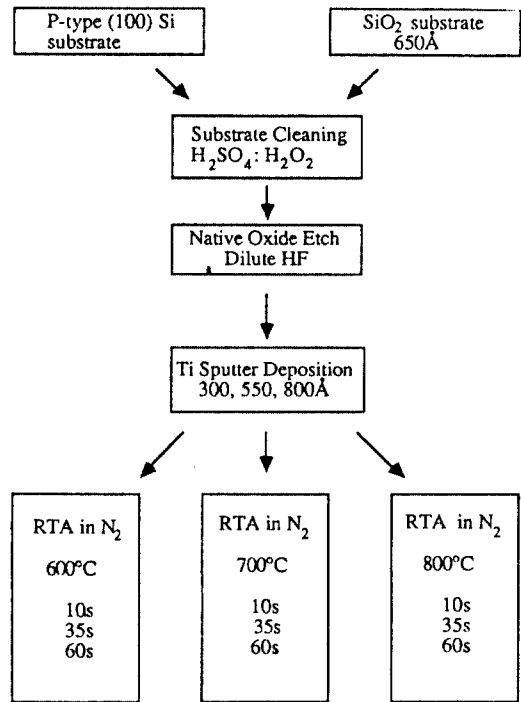 P-type (100) Si
substrate
SiO2 substrate
650Å
Substrate Cleaning
H2SO4: H2O2
Native Oxide Etch
Dilute HF
Ti Sputter Deposition
300, 550, 800Å
RTA in N2
600°C
10s
35s
60s
RTA in N2
700°C
10s
35s
60s
RTA in N2
800°C
10s
35s
60s